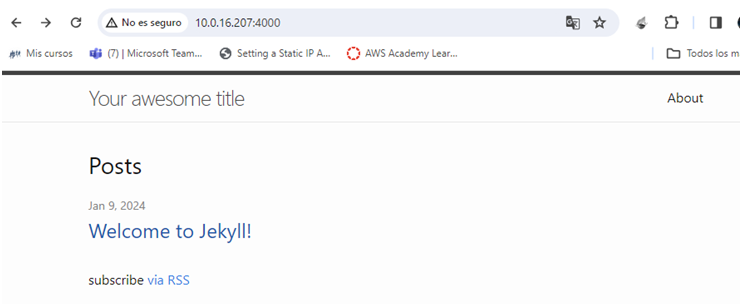 No es seguro 10.0.16.207:4000
Mis cursos (7) | Microsoft Team... Setting a Static IP A... AWS Academy Lear... Todos los m
Your awesome title About
Posts
Jan 9, 2024
Welcome to Jekyll!
subscribe via RSS